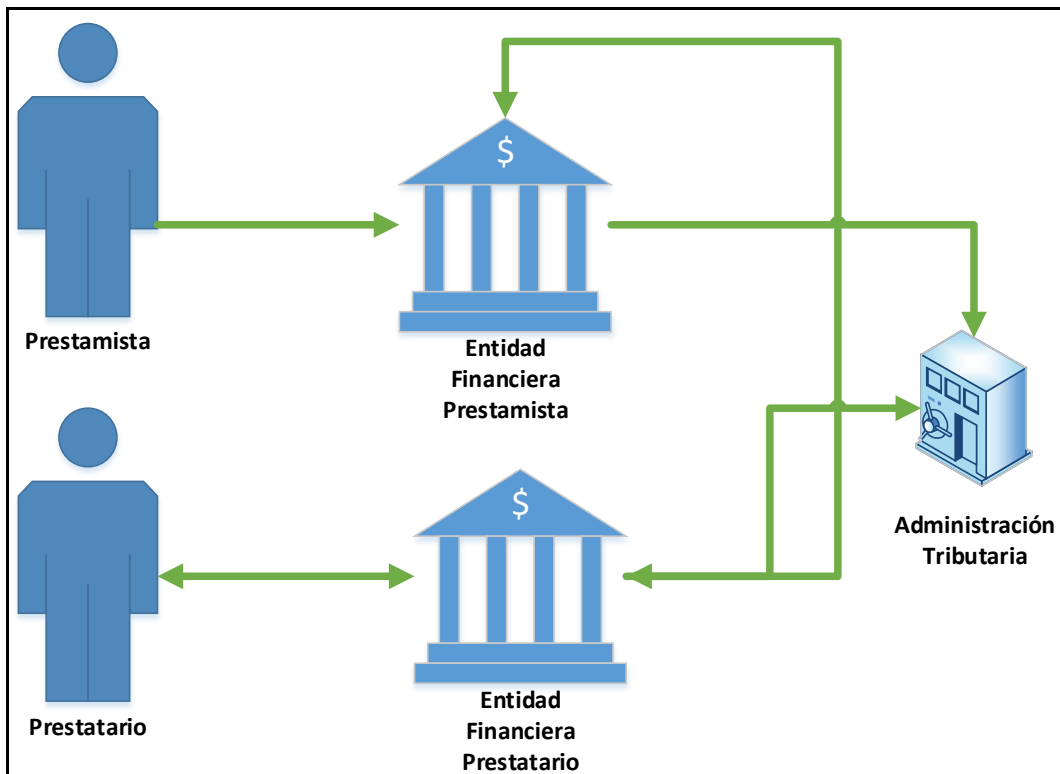 $
Prestamista
Entidad
Financiera
Prestamista
$
Administración
Tributaria
Prestatario
Entidad
Financiera
Prestatario